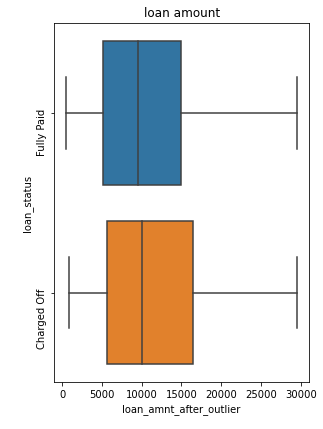 loan amount
loan_status
Fully Paid
Charged Off
0 5000 10000 15000 20000 25000 30000
loan_amnt_after_outlier